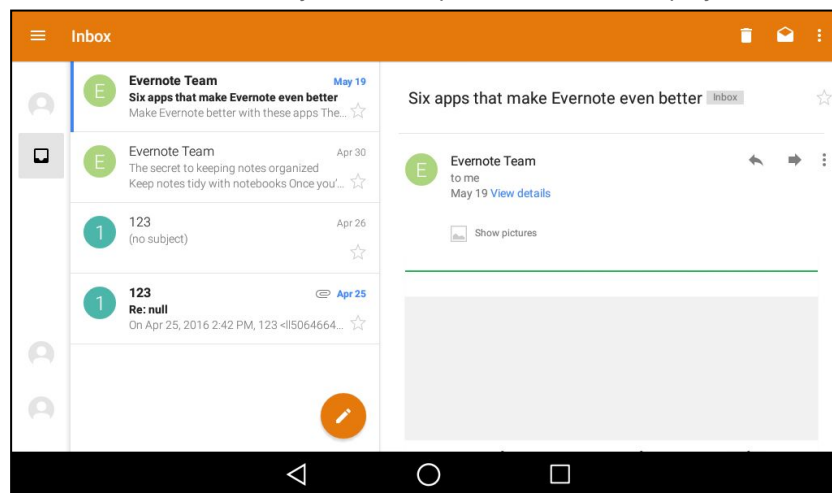 Inbox
Evernote Team May 19
Six apps that make Evernote even better
Make Evernote better with these apps The...
Evernote Team Apr 30
The secret to keeping notes organized
Keep notes tidy with notebooks Once you'...
123 Apr 26
(no subject)
123 Apr 25
Re: null
On Apr 25, 2016 2:42 PM, 123 <ll5064664...
Six apps that make Evernote even better Inbox
Evernote Team
to me
May 19 View details
Show pictures
E
E
1
1
E